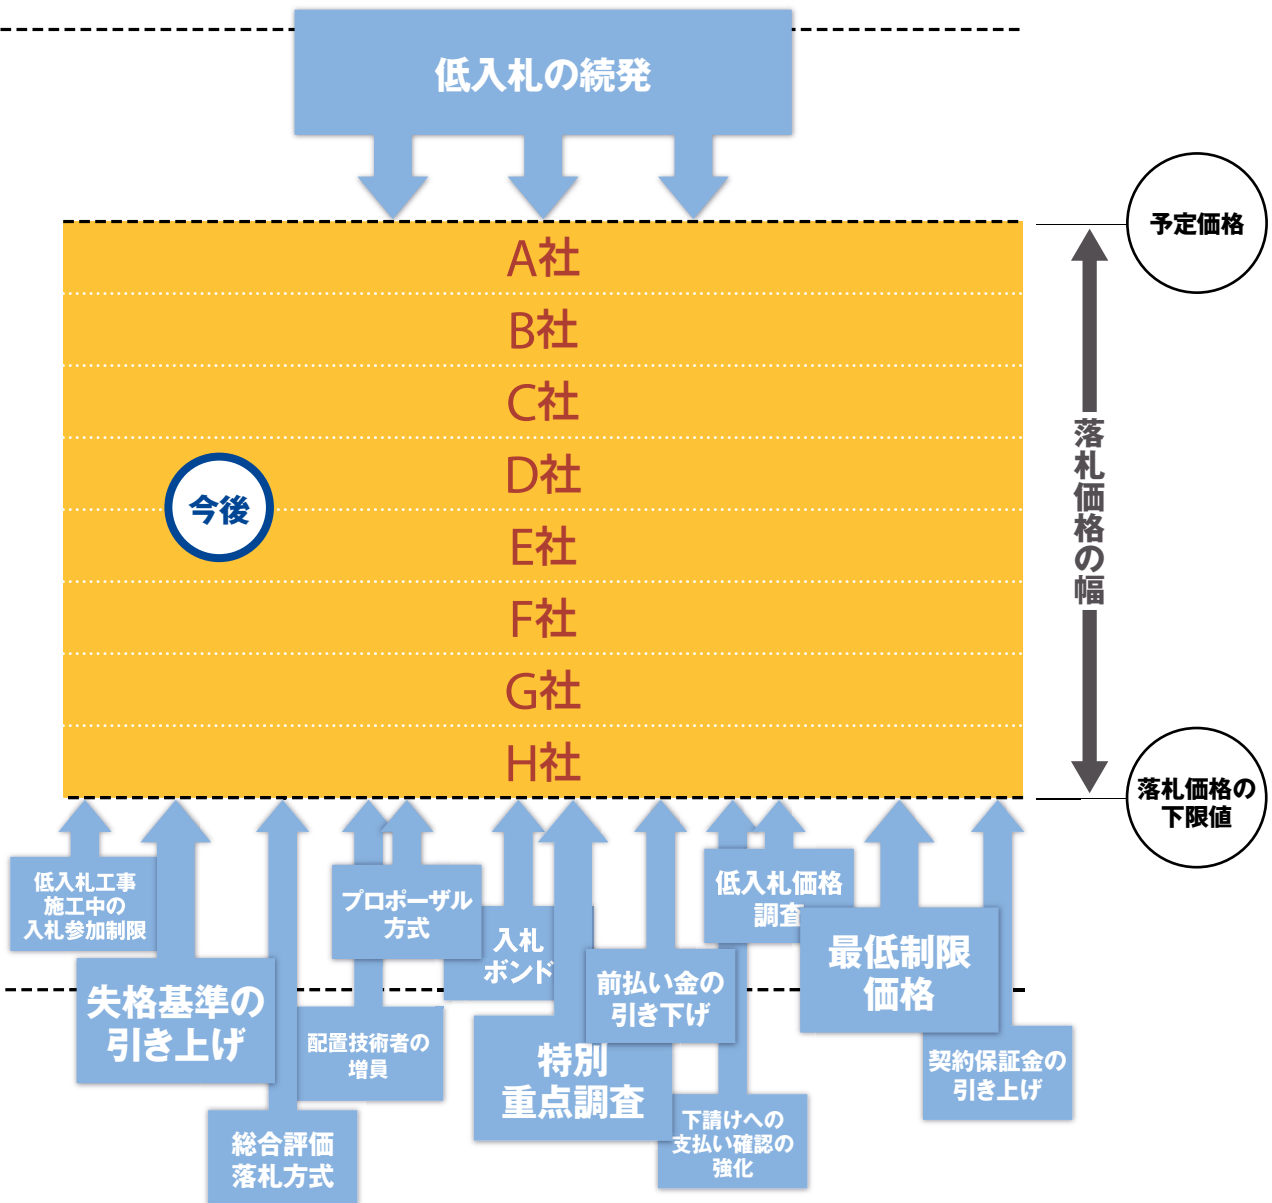 低入札の続発
予定価格
A社
B社
C社
D社
E社
F社
G社
H社
今後
落札価格の幅
落札価格の
下限値
低入札工事
施工中の
入札参加制限
失格基準の
引き上げ
総合評価
落札方式
配置技術者の
増員
プロポーザル
方式
入札
ボンド
特別
重点調査
前払い金の
引き下げ
下請けへの
支払い確認の
強化
低入札価格
調査
最低制限
価格
契約保証金の
引き上げ